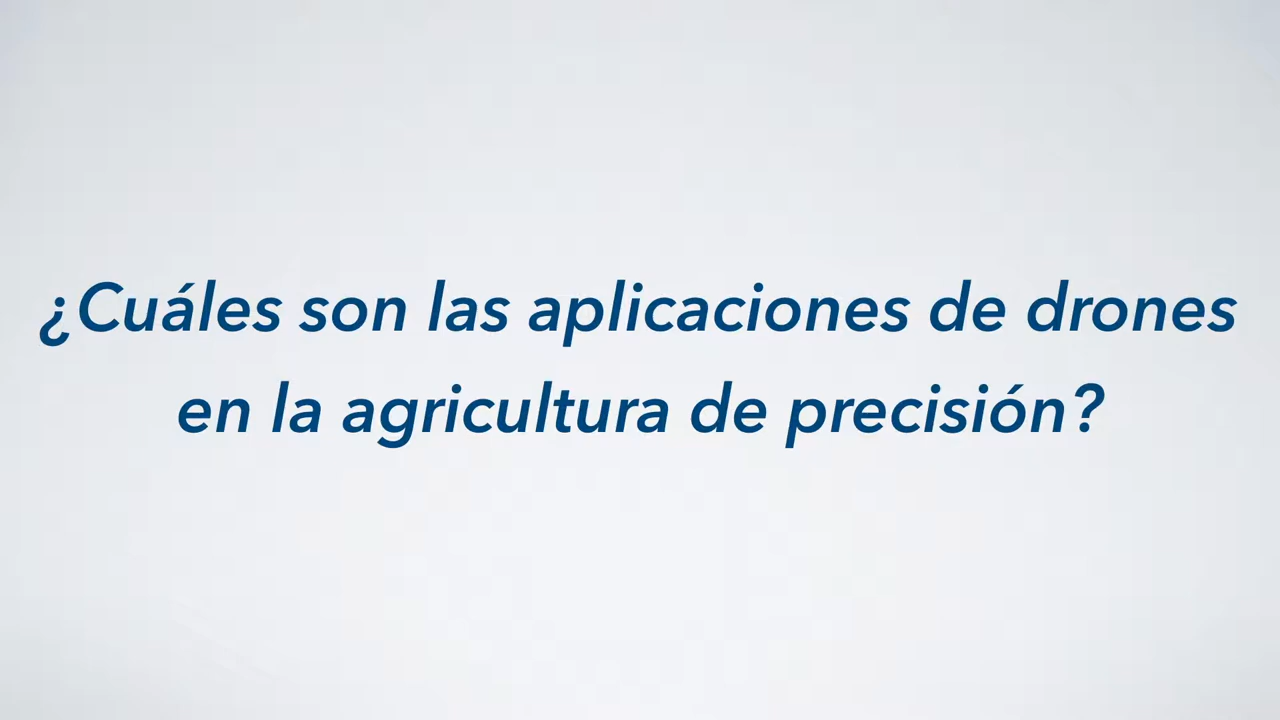 ¿Cuáles son las aplicaciones de drones
en la agricultura de precisión?